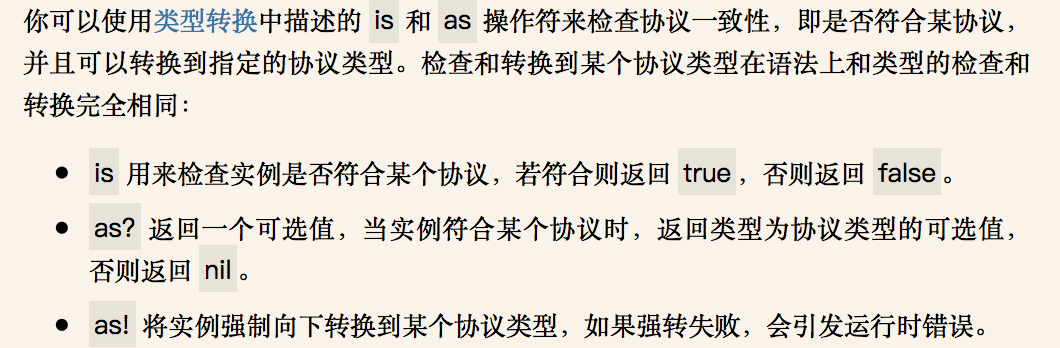 你可以使用类型转换中描述的 is 和 as 操作符来检查协议一致性，即是否符合某协议，
并且可以转换到指定的协议类型。检查和转换到某个协议类型在语法上和类型的检查和
转换完全相同：
● is 用来检查实例是否符合某个协议，若符合则返回 true，否则返回 false。
● as? 返回一个可选值，当实例符合某个协议时，返回类型为协议类型的可选值，
否则返回 nil。
● as! 将实例强制向下转换到某个协议类型，如果强转失败，会引发运行时错误。